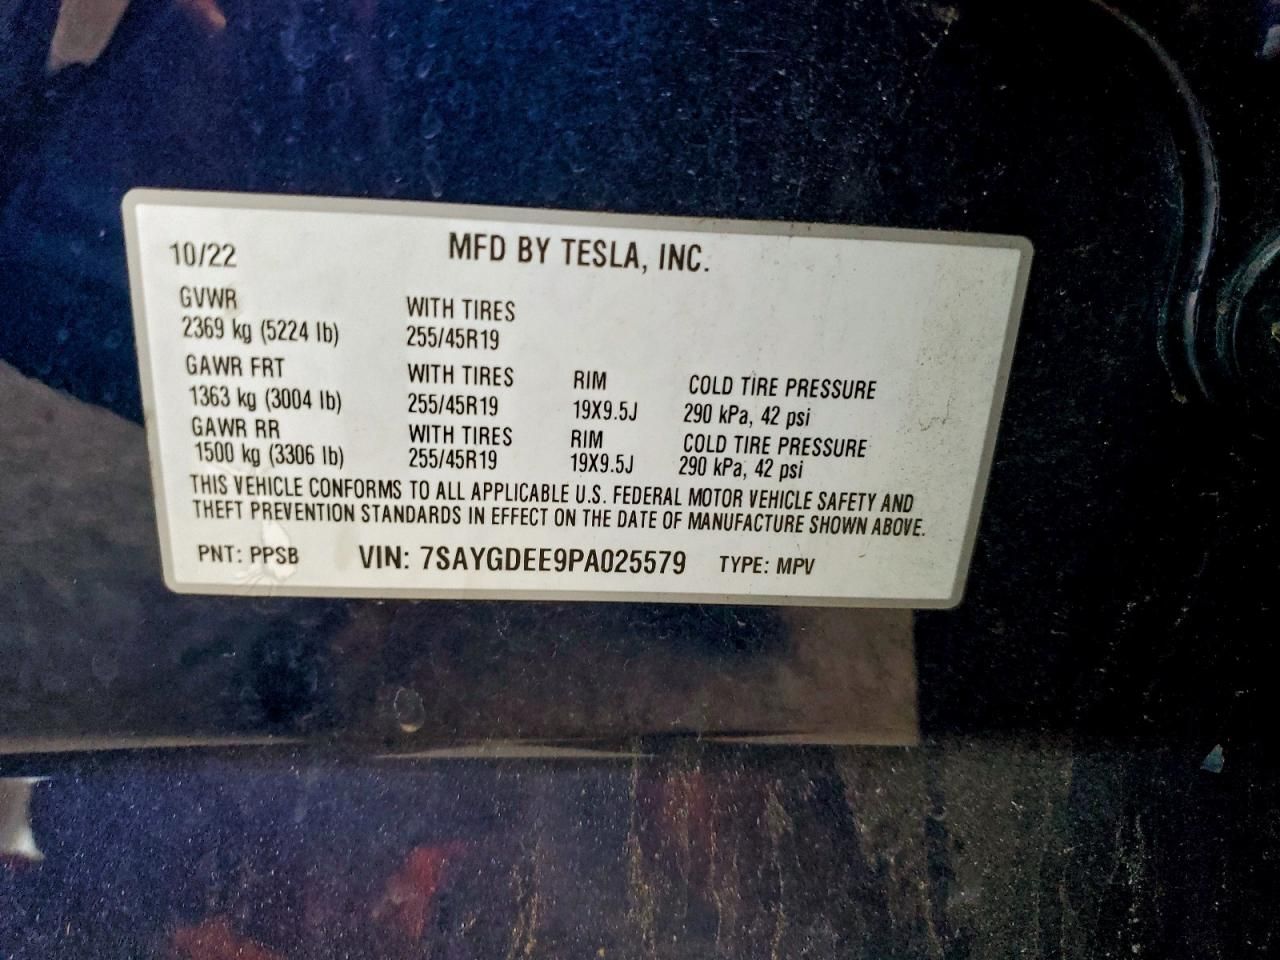 10/22 MFD BY TESLA, INC.
GVWR WITH TIRES
2369 kg (5224 lb) 255/45R19
GAWR FRT WITH TIRES RIM COLD TIRE PRESSURE
1363 kg (3004 lb) 255/45R19 19X9.5J 290 kPa, 42 psi
GAWR RR WITH TIRES RIM COLD TIRE PRESSURE
1500 kg (3306 lb) 255/45R19 19X9.5J 290 kPa, 42 psi
THIS VEHICLE CONFORMS TO ALL APPLICABLE U.S. FEDERAL MOTOR VEHICLE SAFETY AND
THEFT PREVENTION STANDARDS IN EFFECT ON THE DATE OF MANUFACTURE SHOWN ABOVE.
PNT: PPSB VIN: 7SAYGDEE9PA025579 TYPE: MPV